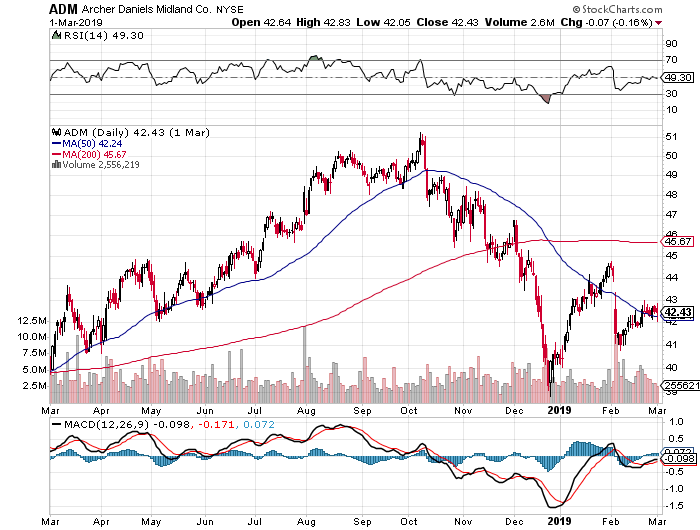 ADM Archer Daniels Midland Co. NYSE © StockCharts.com
1-Mar-2019 Open 42.64 High 42.83 Low 42.05 Close 42.43 Volume 2.6M Chg -0.07 (-0.16%)
RSI(14) 49.30
90
70
49.30
30
10
ADM (Daily) 42.43 (1 Mar)
MA(50) 42.24
MA(200) 45.67
Volume 2,556,219
51
50
49
48
47
46
45.67
45
44
43
42.43
42
41
40
39
12.5M
10.0M
7.5M
5.0M
2.5M
255621
Mar Apr May Jun Jul Aug Sep Oct Nov Dec 2019 Feb Mar
MACD(12,26,9) -0.098, -0.171, 0.072
1.0
0.5
0.072
-0.098
-0.5
-1.0
-1.5
Mar Apr May Jun Jul Aug Sep Oct Nov Dec 2019 Feb Mar